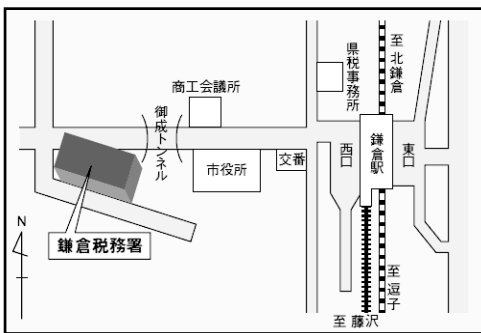 至北鎌倉
県税事務所
商工会議所
御成トンネル
鎌倉駅
西口
東口
交番
市役所
鎌倉税務署
N
至逗子
至 藤沢